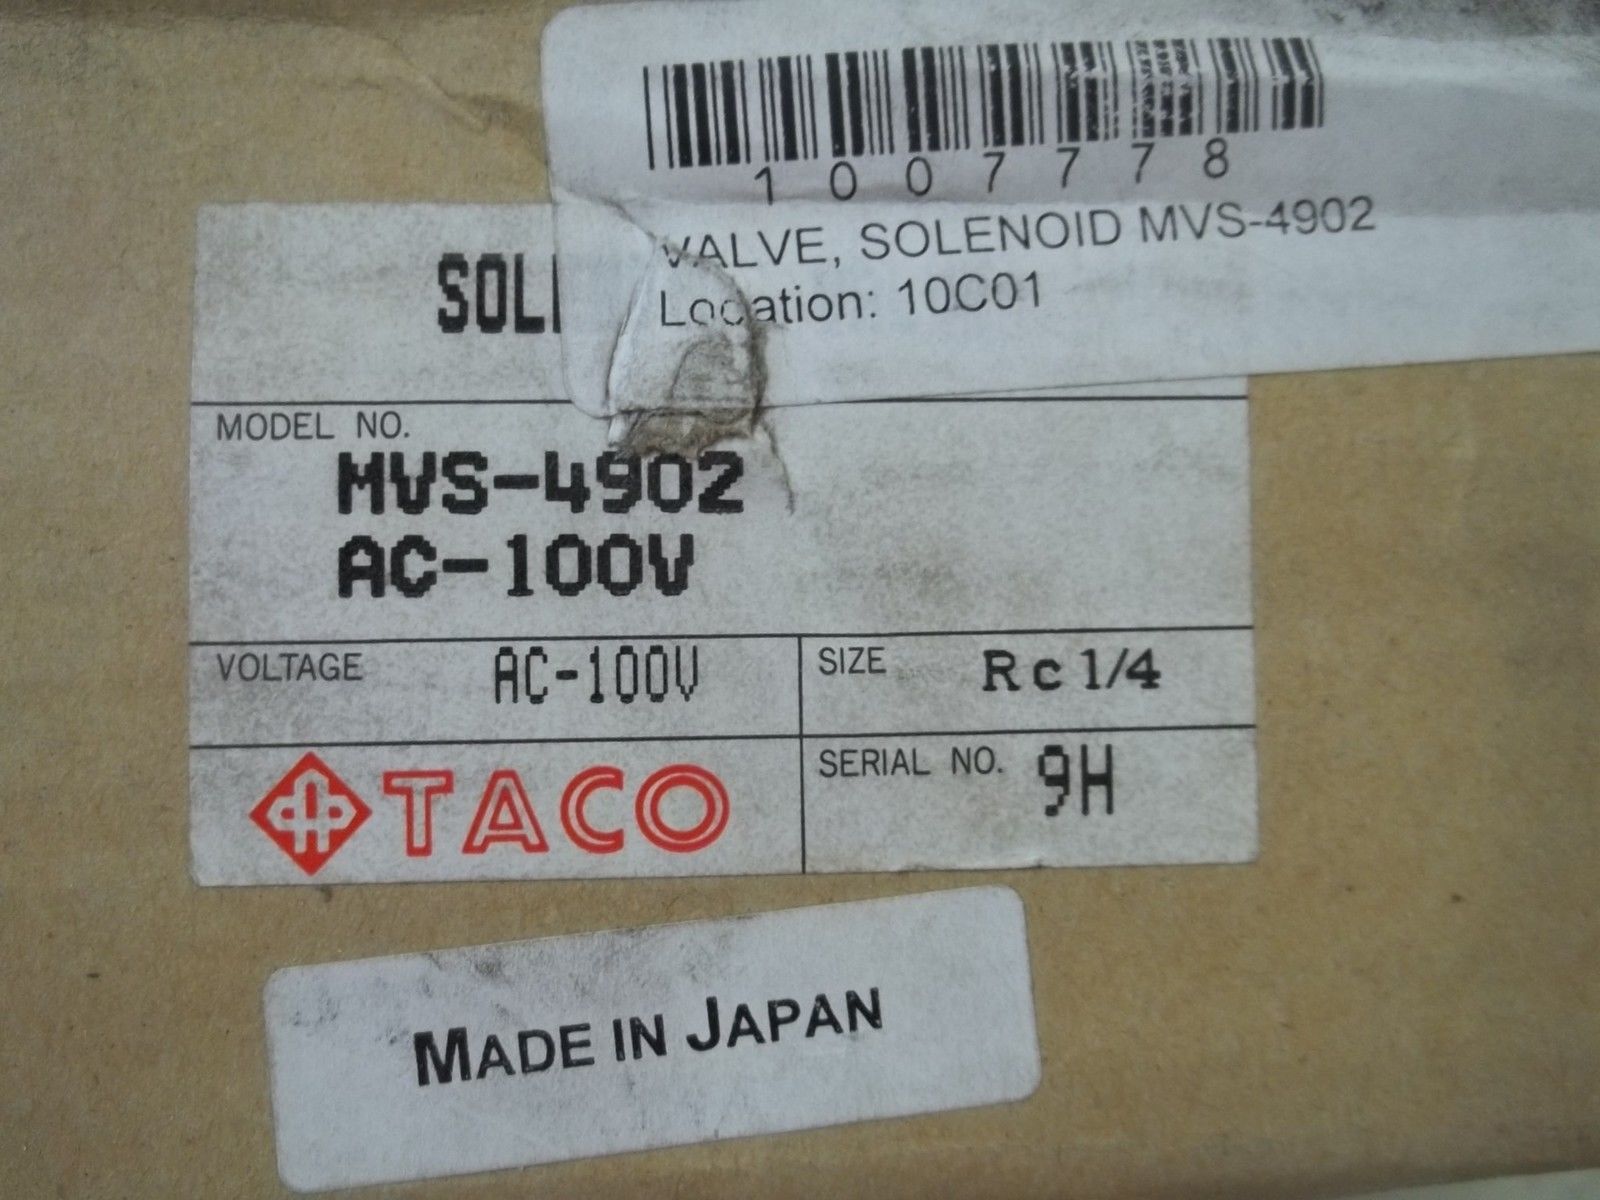 1007778
VALVE, SOLENOID MVS-4902
Location: 10C01
MODEL NO.
MVS-4902
AC-100V
VOLTAGE AC-100V
SIZE Rc 1/4
TACO
SERIAL NO. 9H
MADE IN JAPAN